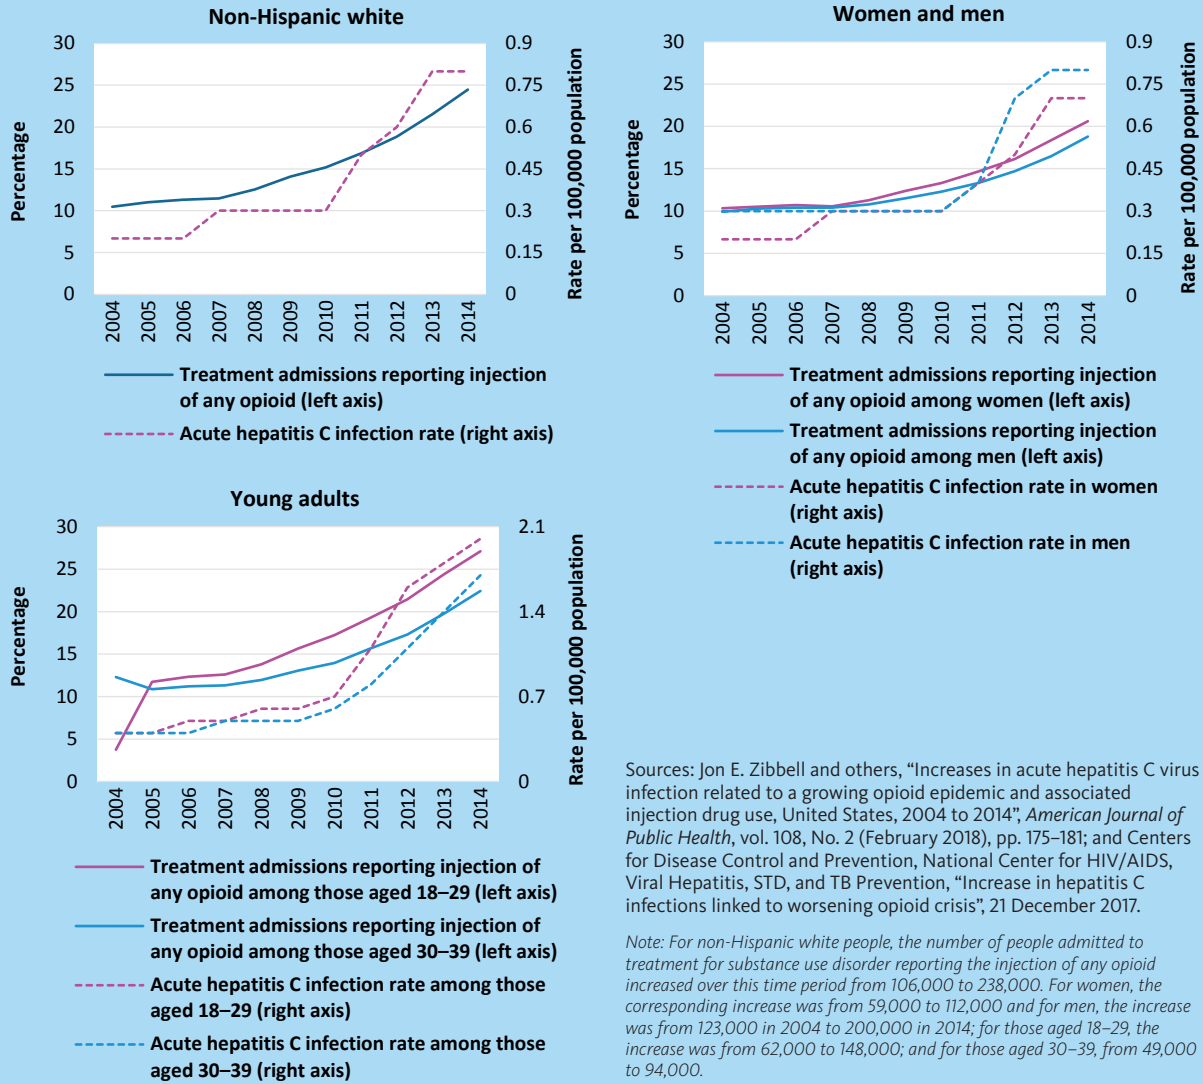 Non-Hispanic white
Percentage
30
25
20
15
10
5
0
0.9
0.75
0.6
0.45
0.3
0.15
0
Rate per 100,000 population
2004
2005
2006
2007
2008
2009
2010
2011
2012
2013
2014
Treatment admissions reporting injection
of any opioid (left axis)
Acute hepatitis C infection rate (right axis)
Women and men
Percentage
30
25
20
15
10
5
0
0.9
0.75
0.6
0.45
0.3
0.15
0
Rate per 100,000 population
2004
2005
2006
2007
2008
2009
2010
2011
2012
2013
2014
Treatment admissions reporting injection
of any opioid among women (left axis)
Treatment admissions reporting injection
of any opioid among men (left axis)
Acute hepatitis C infection rate in women
(right axis)
Acute hepatitis C infection rate in men
(right axis)
Young adults
Percentage
30
25
20
15
10
5
0
2.1
1.4
0.7
0
Rate per 100,000 population
2004
2005
2006
2007
2008
2009
2010
2011
2012
2013
2014
Treatment admissions reporting injection of
any opioid among those aged 18–29 (left axis)
Treatment admissions reporting injection of
any opioid among those aged 30–39 (left axis)
Acute hepatitis C infection rate among those
aged 18–29 (right axis)
Acute hepatitis C infection rate among those
aged 30–39 (right axis)
Sources: Jon E. Zibbell and others, “Increases in acute hepatitis C virus
infection related to a growing opioid epidemic and associated
injection drug use, United States, 2004 to 2014”, American Journal of
Public Health, vol. 108, No. 2 (February 2018), pp. 175–181; and Centers
for Disease Control and Prevention, National Center for HIV/AIDS,
Viral Hepatitis, STD, and TB Prevention, “Increase in hepatitis C
infections linked to worsening opioid crisis”, 21 December 2017.
Note: For non-Hispanic white people, the number of people admitted to
treatment for substance use disorder reporting the injection of any opioid
increased over this time period from 106,000 to 238,000. For women, the
corresponding increase was from 59,000 to 112,000 and for men, the increase
was from 123,000 in 2004 to 200,000 in 2014; for those aged 18–29, the
increase was from 62,000 to 148,000; and for those aged 30–39, from 49,000
to 94,000.